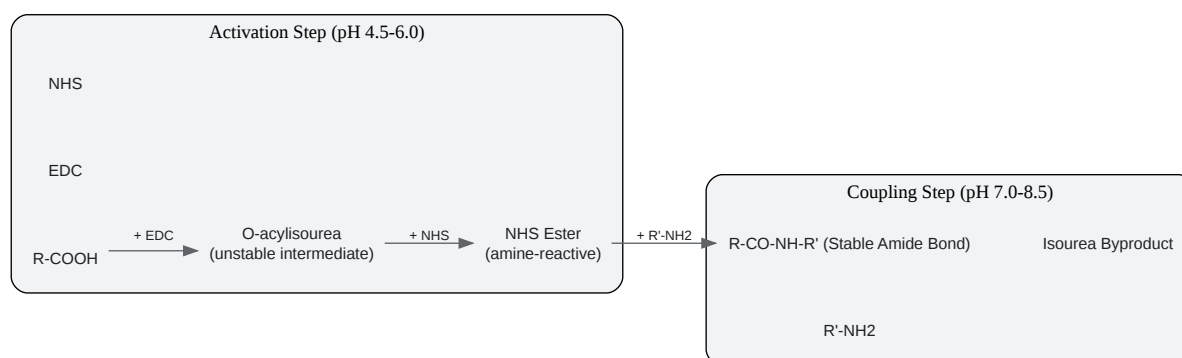 Activation Step (pH 4.5-6.0)
NHS
EDC
R-COOH
+ EDC
O-acylisourea
(unstable intermediate)
+ NHS
NHS Ester
(amine-reactive)
+ R'-NH2
Coupling Step (pH 7.0-8.5)
R-CO-NH-R' (Stable Amide Bond)
Isourea Byproduct
R'-NH2